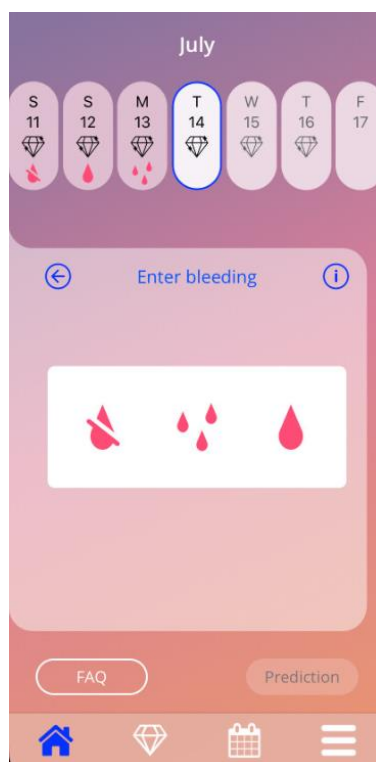 July
S S M T W T F
11 12 13 14 15 16 17
Enter bleeding
i
FAQ Prediction